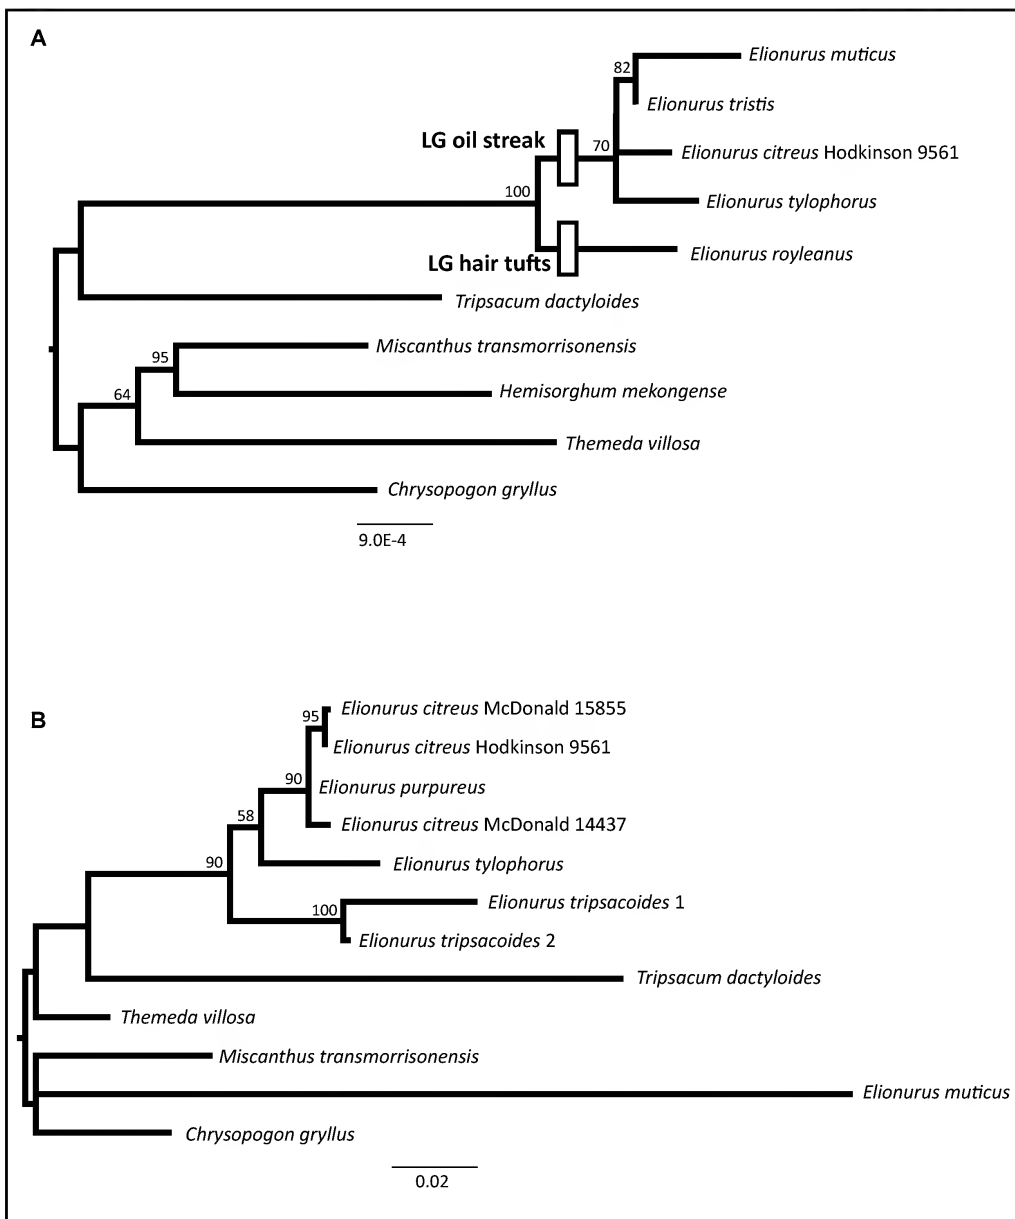 A
Elionurus muticus
82
Elionurus tristis
LG oil streak
70
Elionurus citreus Hodkinson 9561
100
Elionurus tylophorus
LG hair tufts
Elionurus royleanus
Tripsacum dactyloides
Miscanthus transmorrisonensis
95
Hemisorghum mekongense
64
Themeda villosa
Chrysopogon gryllus
9.0E-4
B
Elionurus citreus McDonald 15855
95
Elionurus citreus Hodkinson 9561
90
Elionurus purpureus
58
Elionurus citreus McDonald 14437
90
Elionurus tylophorus
Elionurus tripsacoides 1
100
Elionurus tripsacoides 2
Tripsacum dactyloides
Themeda villosa
Miscanthus transmorrisonensis
Elionurus muticus
Chrysopogon gryllus
0.02